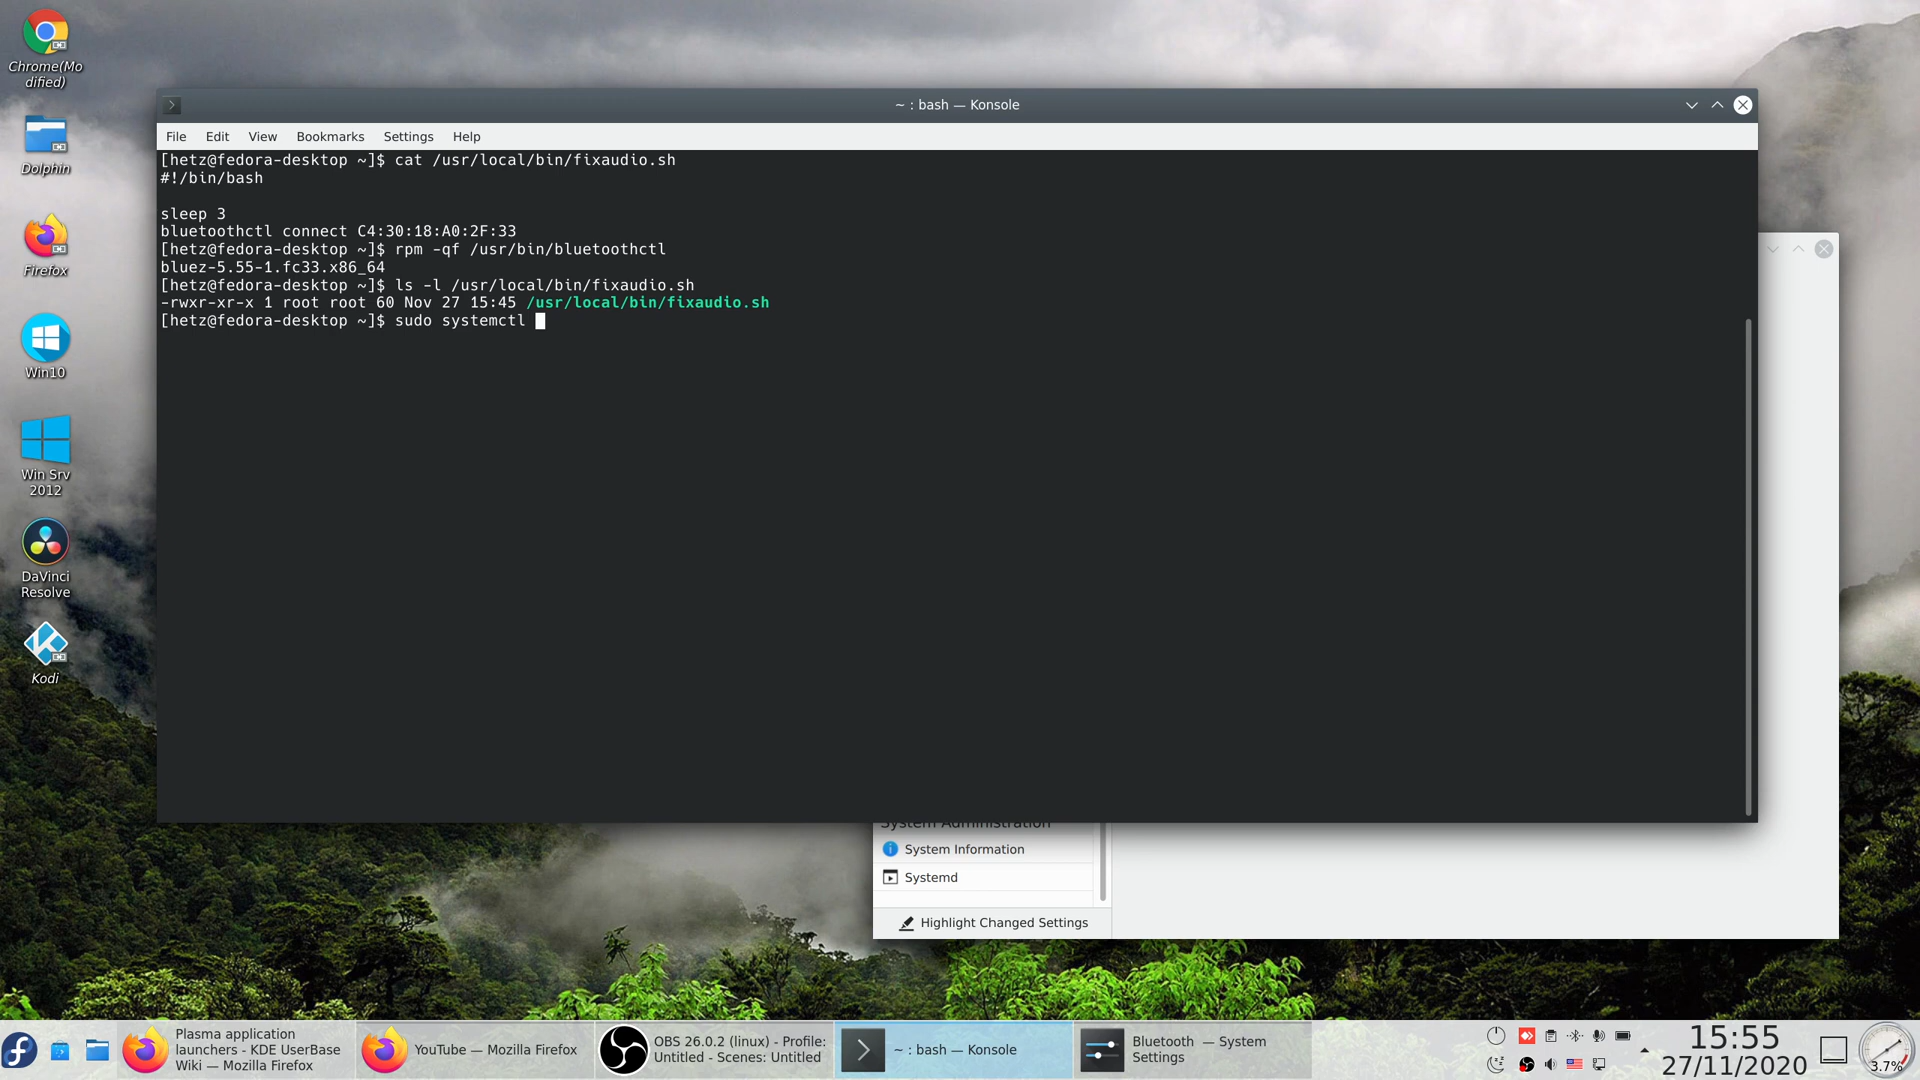 Chrome(Mo
dified)
Dolphin
Firefox
Win10
Win Srv
2012
DaVinci
Resolve
Kodi
~ : bash — Konsole
File Edit View Bookmarks Settings Help
[hetz@fedora-desktop ~]$ cat /usr/local/bin/fixaudio.sh
#!/bin/bash
sleep 3
bluetoothctl connect C4:30:18:A0:2F:33
[hetz@fedora-desktop ~]$ rpm -qf /usr/bin/bluetoothctl
bluez-5.55-1.fc33.x86_64
[hetz@fedora-desktop ~]$ ls -l /usr/local/bin/fixaudio.sh
-rwxr-xr-x 1 root root 60 Nov 27 15:45 /usr/local/bin/fixaudio.sh
[hetz@fedora-desktop ~]$ sudo systemctl
System Administration
System Information
Systemd
Highlight Changed Settings
Plasma application
launchers - KDE UserBase
Wiki — Mozilla Firefox
YouTube — Mozilla Firefox
OBS 26.0.2 (linux) - Profile:
Untitled - Scenes: Untitled
~ : bash — Konsole
Bluetooth — System
Settings
15:55
27/11/2020
3.7%